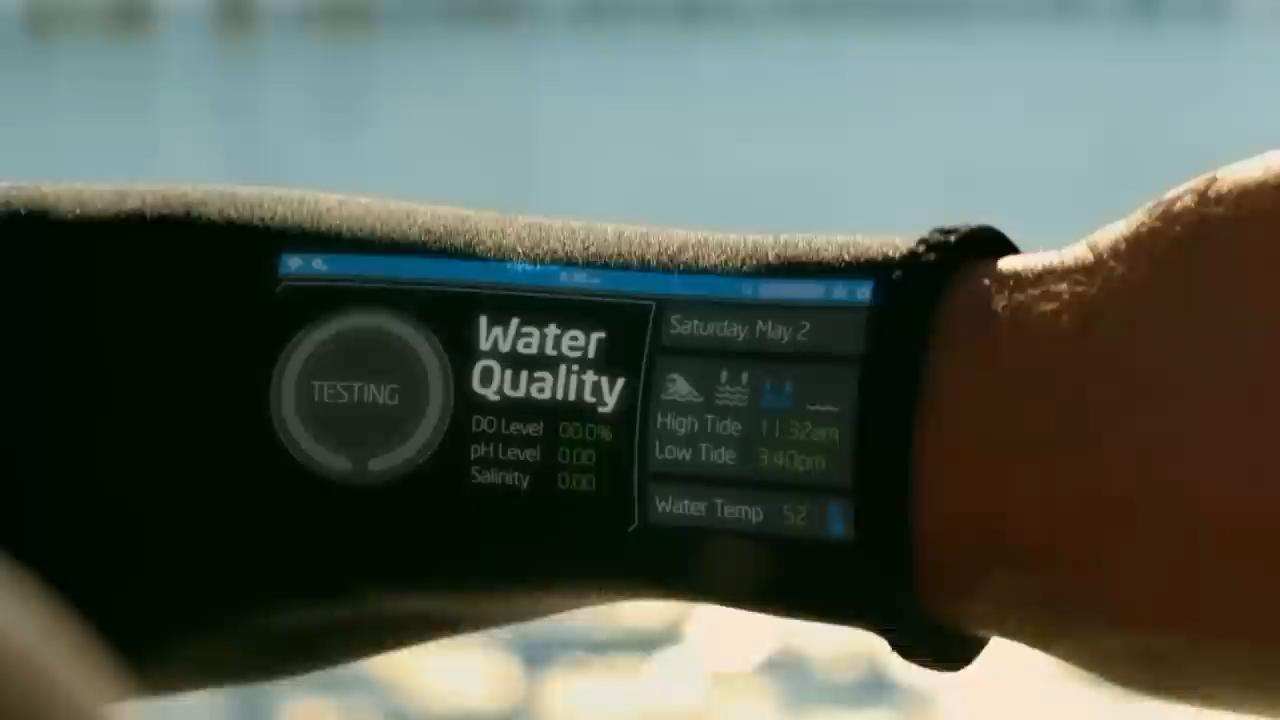 TESTING
Water
Quality
DO Level 00.0%
pH Level 0.00
Salinity 0.00
Saturday, May 2
High Tide 11:32am
Low Tide 3:40pm
Water Temp 52